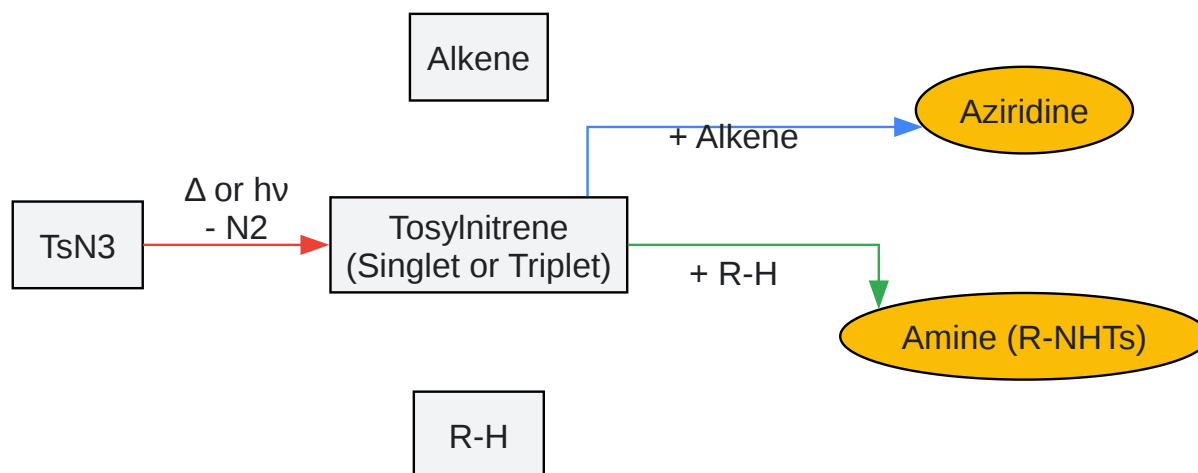 Alkene
Aziridine
+ Alkene
Δ or hν
- N2
TsN3
Tosylnitrene
(Singlet or Triplet)
+ R-H
Amine (R-NHTs)
R-H